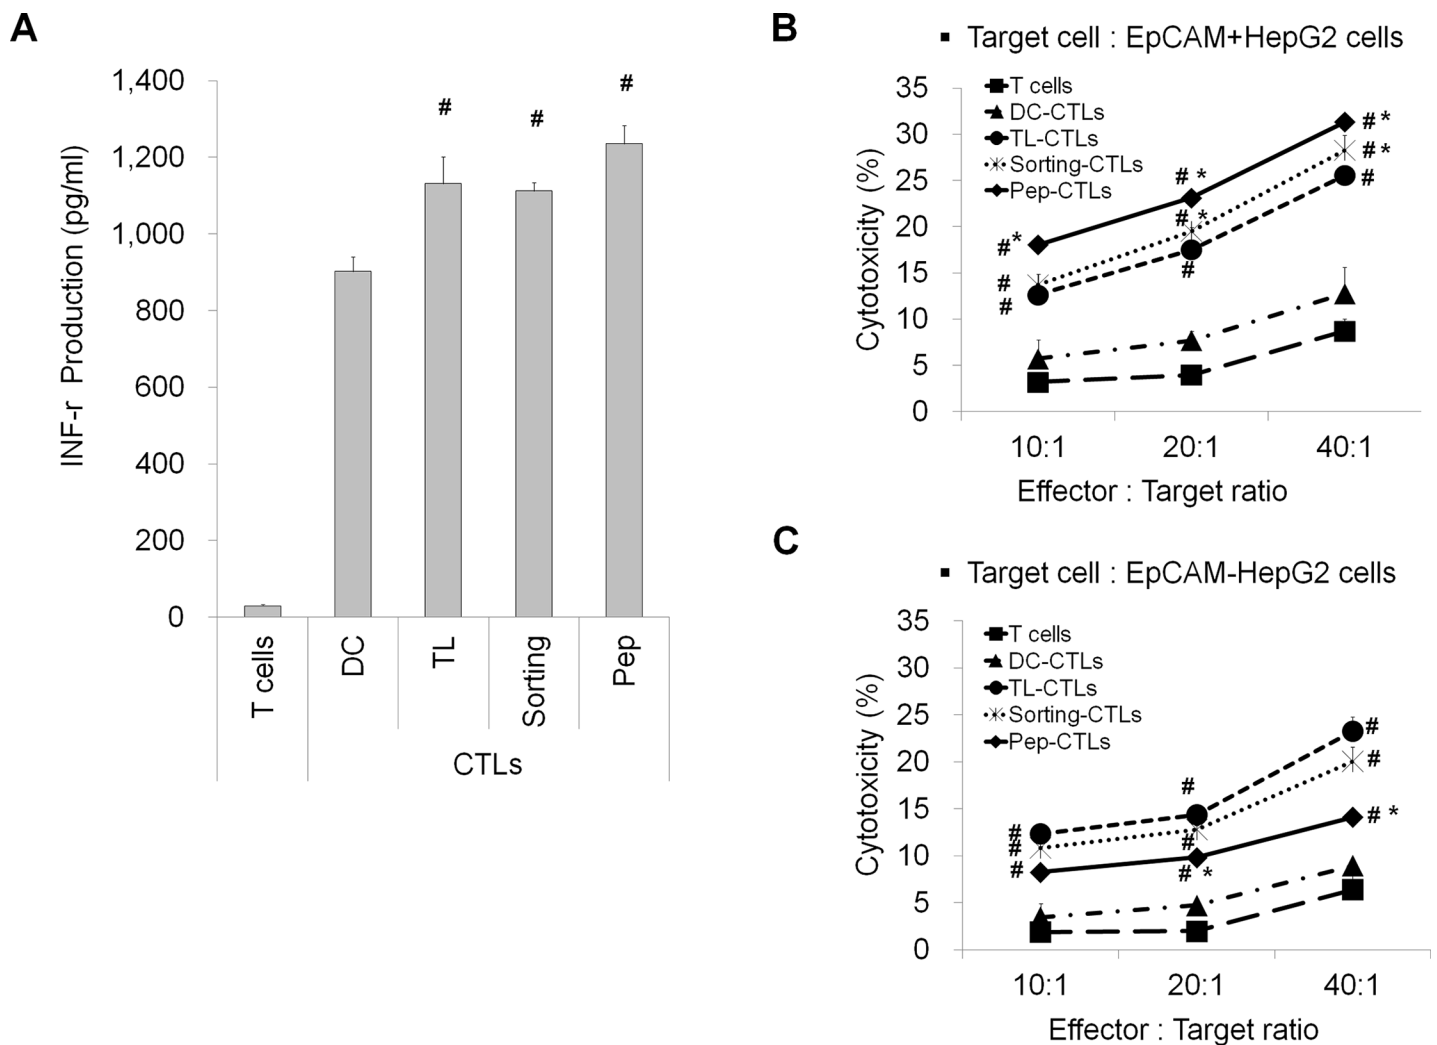 A
INF-r Production (pg/ml)
1,400
1,200
1,000
800
600
400
200
0
# # #
T cells DC TL Sorting Pep
CTLs
B
▪ Target cell : EpCAM+HepG2 cells
Cytotoxicity (%)
35
30
25
20
15
10
5
0
T cells
DC-CTLs
TL-CTLs
Sorting-CTLs
Pep-CTLs
#*
#
#
# *
# *
#
# *
# *
#
10:1 20:1 40:1
Effector : Target ratio
C
▪ Target cell : EpCAM-HepG2 cells
Cytotoxicity (%)
35
30
25
20
15
10
5
0
T cells
DC-CTLs
TL-CTLs
Sorting-CTLs
Pep-CTLs
#
#
#
#
#
# *
#
#
# *
10:1 20:1 40:1
Effector : Target ratio